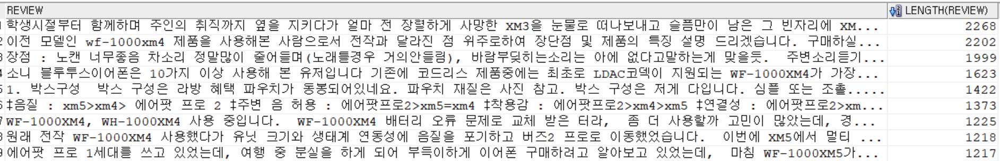 REVIEW LENGTH(REVIEW)
학생시절부터 함께하며 주인의 취직까지 옆을 지키다가 얼마 전 장렬하게 사망한 XM3을 눈물로 떠나보내고 슬픔만이 남은 그 빈자리에 XM... 2268
2 이전 모델인 wf-1000xm4 제품을 사용해본 사람으로서 전작과 달라진 점 위주로하여 장단점 및 제품의 특징 설명 드리겠습니다. 구매하실... 2202
장점 : 노캔 너무좋음 차소리 정말많이 줄어들며(노래틀경우 거의안들림), 바람부딪히는소리는 아에 없다고말하는게 맞을듯. 주변소리듣기... 1999
소니 블루투스이어폰은 10가지 이상 사용해 본 유저입니다 기존에 코드리스 제품중에는 최초로 LDAC코덱이 지원되는 WF-1000XM4가 가장... 1623
1. 박스구성 박스 구성은 라방 혜택 파우치가 동봉되어있네요. 파우치 재질은 사진 참고. 박스 구성은 저게 다입니다. 심플 또는 조촐..... 1422
‡음질 : xm5>xm4> 에어팟 프로 2 ‡주변 음 허용 : 에어팟프로2>xm5=xm4 ‡착용감 : 에어팟프로2>xm4>xm5 ‡연결성 : 에어팟프로2>xm... 1373
WF-1000XM4, WH-1000XM4 사용 중입니다. WF-1000XM4 배터리 오류 문제로 교체 받은 터라, 좀 더 사용할까 고민이 많았는데, 경... 1225
원래 전작 WF-1000XM4 사용했다가 유닛 크기와 생태계 연동성에 음질을 포기하고 버즈2 프로로 이동했었습니다. 이번에 XM5에서 멀티 ... 1218
에어팟 프로 1세대를 쓰고 있었는데, 여행 중 분실을 하게 되어 부득이하게 이어폰 구매하려고 알아보고 있었는데, 마침 WF-1000XM5가... 1217